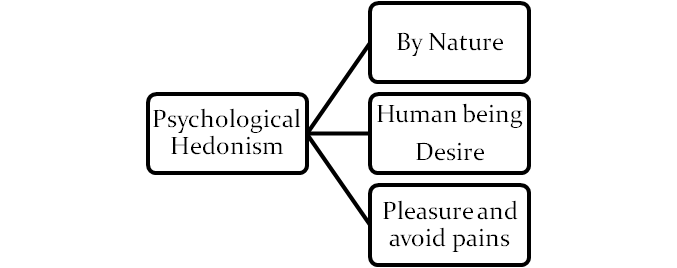 Psychological
Hedonism
By Nature
Human being
Desire
Pleasure and
avoid pains